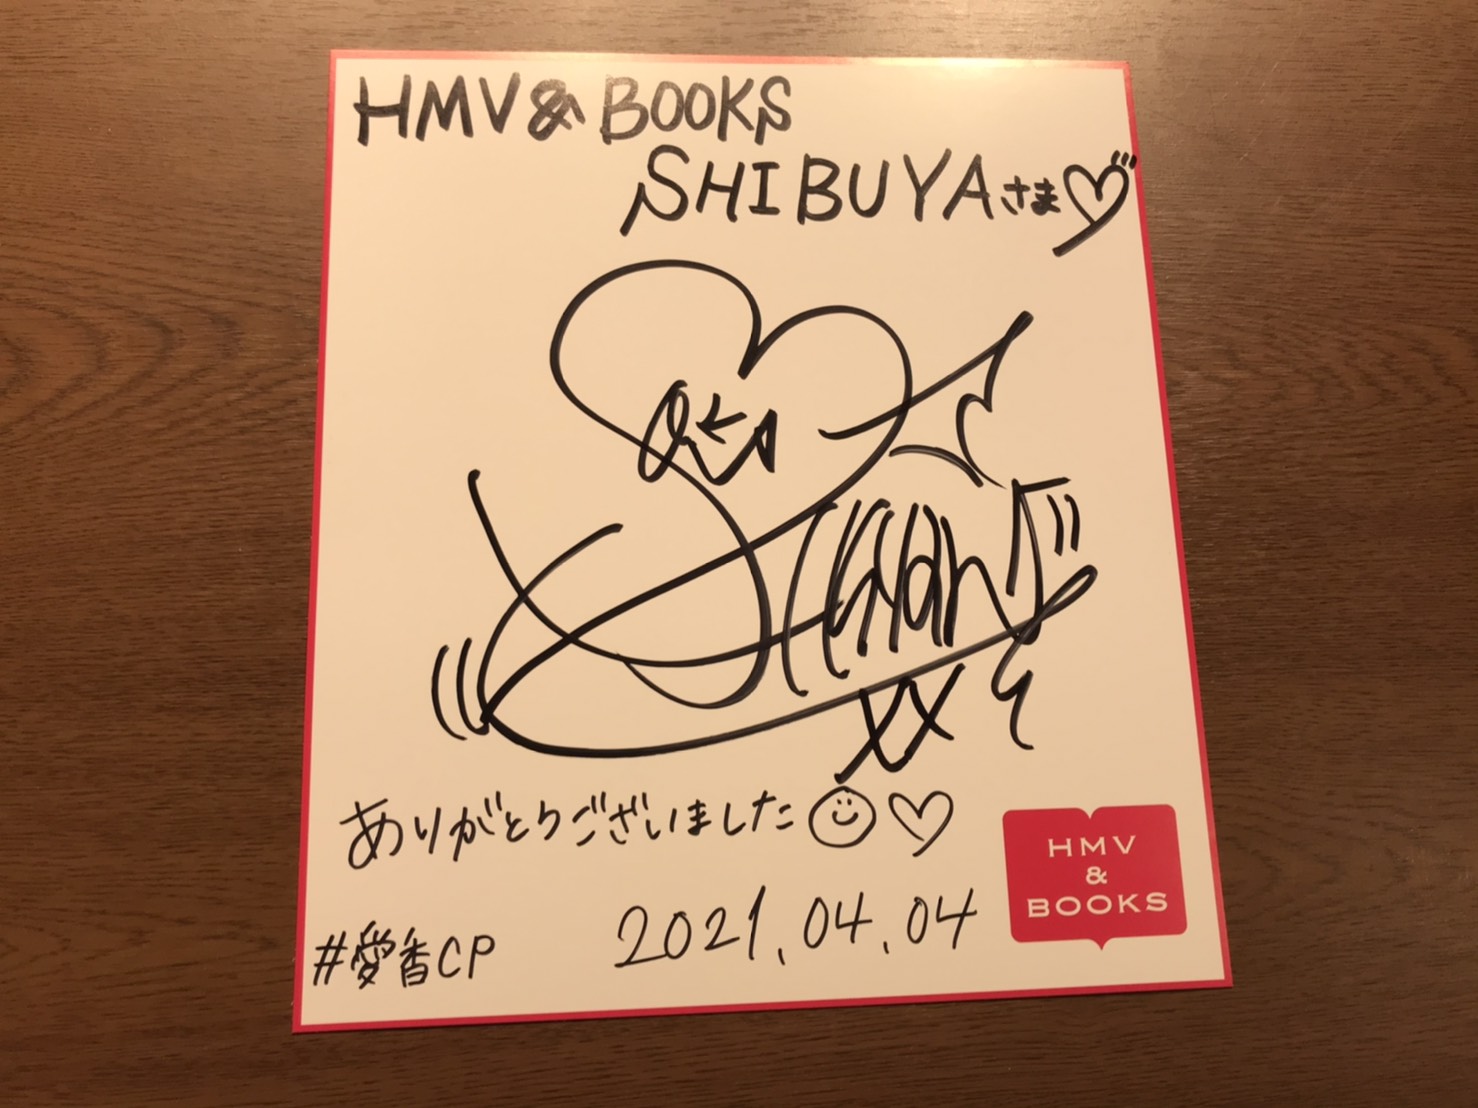 HMV & BOOKS
SHIBUYAさま
ありがとうございました
#愛香CP
2021.04.04
HMV
&
BOOKS